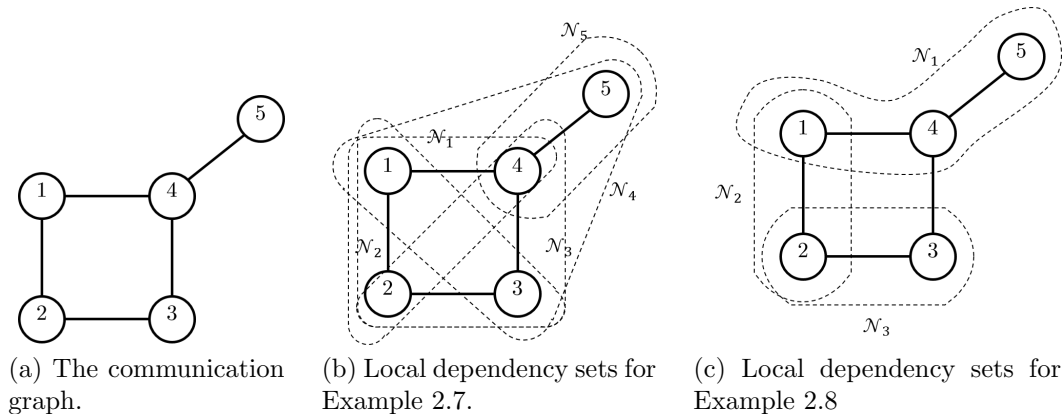 5
1
4
2
3
(a) The communication
graph.
𝒩₅
5
𝒩₁
1
4
𝒩₄
𝒩₂
𝒩₃
2
3
(b) Local dependency sets for
Example 2.7.
5
𝒩₁
1
4
𝒩₂
2
3
𝒩₃
(c) Local dependency sets for
Example 2.8